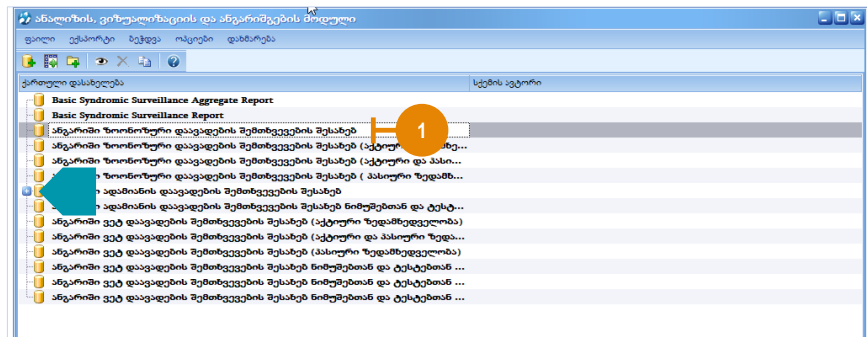 ანალიზის, ვიზუალიზაციის და ანგარიშგების მოდული
ფაილი ექსპორტი ბეჭდვა ოპციები დახმარება
ქართული დასახელება სქემის ავტორი
Basic Syndromic Surveillance Aggregate Report
Basic Syndromic Surveillance Report
ანგარიში ზოონოზური დაავადების შემთხვევების შესახებ 1
ანგარიში ზოონოზური დაავადების შემთხვევების შესახებ
ანგარიში ზოონოზური დაავადების შემთხვევების შესახებ (აქტიური და პასი...
ზოონოზური დაავადების შემთხვევების შესახებ ( პასიური ზედამხ...
ადამიანის დაავადების შემთხვევების შესახებ
ადამიანის დაავადების შემთხვევების შესახებ ნიმუშებთან და ტესტ...
ანგარიში ვეტ დაავადების შემთხვევების შესახებ (აქტიური ზედამხედველობა)
ანგარიში ვეტ დაავადების შემთხვევების შესახებ (აქტიური და პასიური ზედა...
ანგარიში ვეტ დაავადების შემთხვევების შესახებ (პასიური ზედამხედველობა)
ანგარიში ვეტ დაავადების შემთხვევების შესახებ ნიმუშებთან და ტესტებთან ...
ანგარიში ვეტ დაავადების შემთხვევების შესახებ ნიმუშებთან და ტესტებთან ...
ანგარიში ვეტ დაავადების შემთხვევების შესახებ ნიმუშებთან და ტესტებთან ...